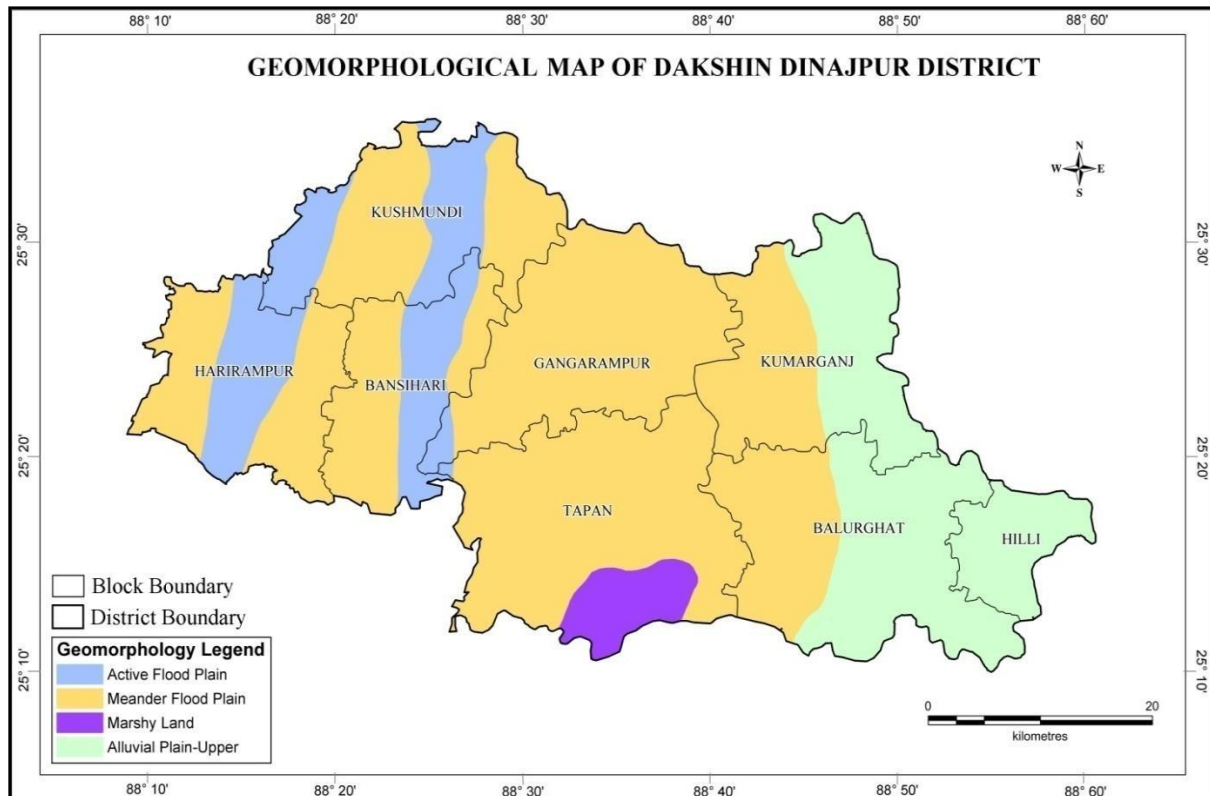 88° 10' 88° 20' 88° 30' 88° 40' 88° 50' 88° 60'
GEOMORPHOLOGICAL MAP OF DAKSHIN DINAJPUR DISTRICT
N
W E
S
KUSHMUNDI
25° 30' 25° 30'
HARIRAMPUR BANSIHARI GANGARAMPUR KUMARGANJ
25° 20' 25° 20'
TAPAN BALURGHAT HILLI
Block Boundary
District Boundary
Geomorphology Legend
Active Flood Plain
Meander Flood Plain
Marshy Land
Alluvial Plain-Upper
25° 10' 25° 10'
0 20
kilometres
88° 10' 88° 20' 88° 30' 88° 40' 88° 50' 88° 60'